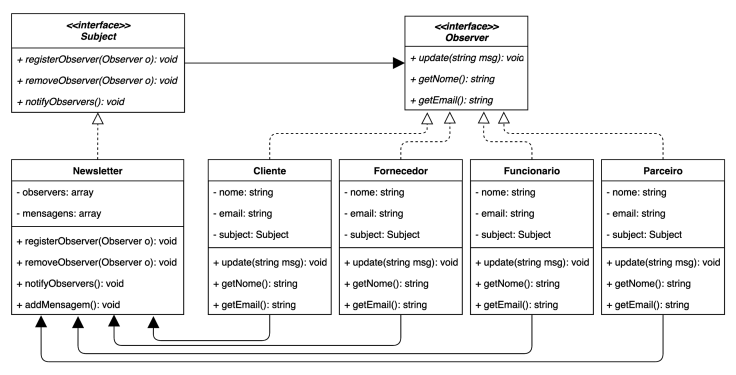 <<interface>>
Subject
+ registerObserver(Observer o): void
+ removeObserver(Observer o): void
+ notifyObservers(): void
<<interface>>
Observer
+ update(string msg): void
+ getNome(): string
+ getEmail(): string
Newsletter
- observers: array
- mensagens: array
+ registerObserver(Observer o): void
+ removeObserver(Observer o): void
+ notifyObservers(): void
+ addMensagem(): void
Cliente
- nome: string
- email: string
- subject: Subject
+ update(string msg): void
+ getNome(): string
+ getEmail(): string
Fornecedor
- nome: string
- email: string
- subject: Subject
+ update(string msg): void
+ getNome(): string
+ getEmail(): string
Funcionario
- nome: string
- email: string
- subject: Subject
+ update(string msg): void
+ getNome(): string
+ getEmail(): string
Parceiro
- nome: string
- email: string
- subject: Subject
+ update(string msg): void
+ getNome(): string
+ getEmail(): string